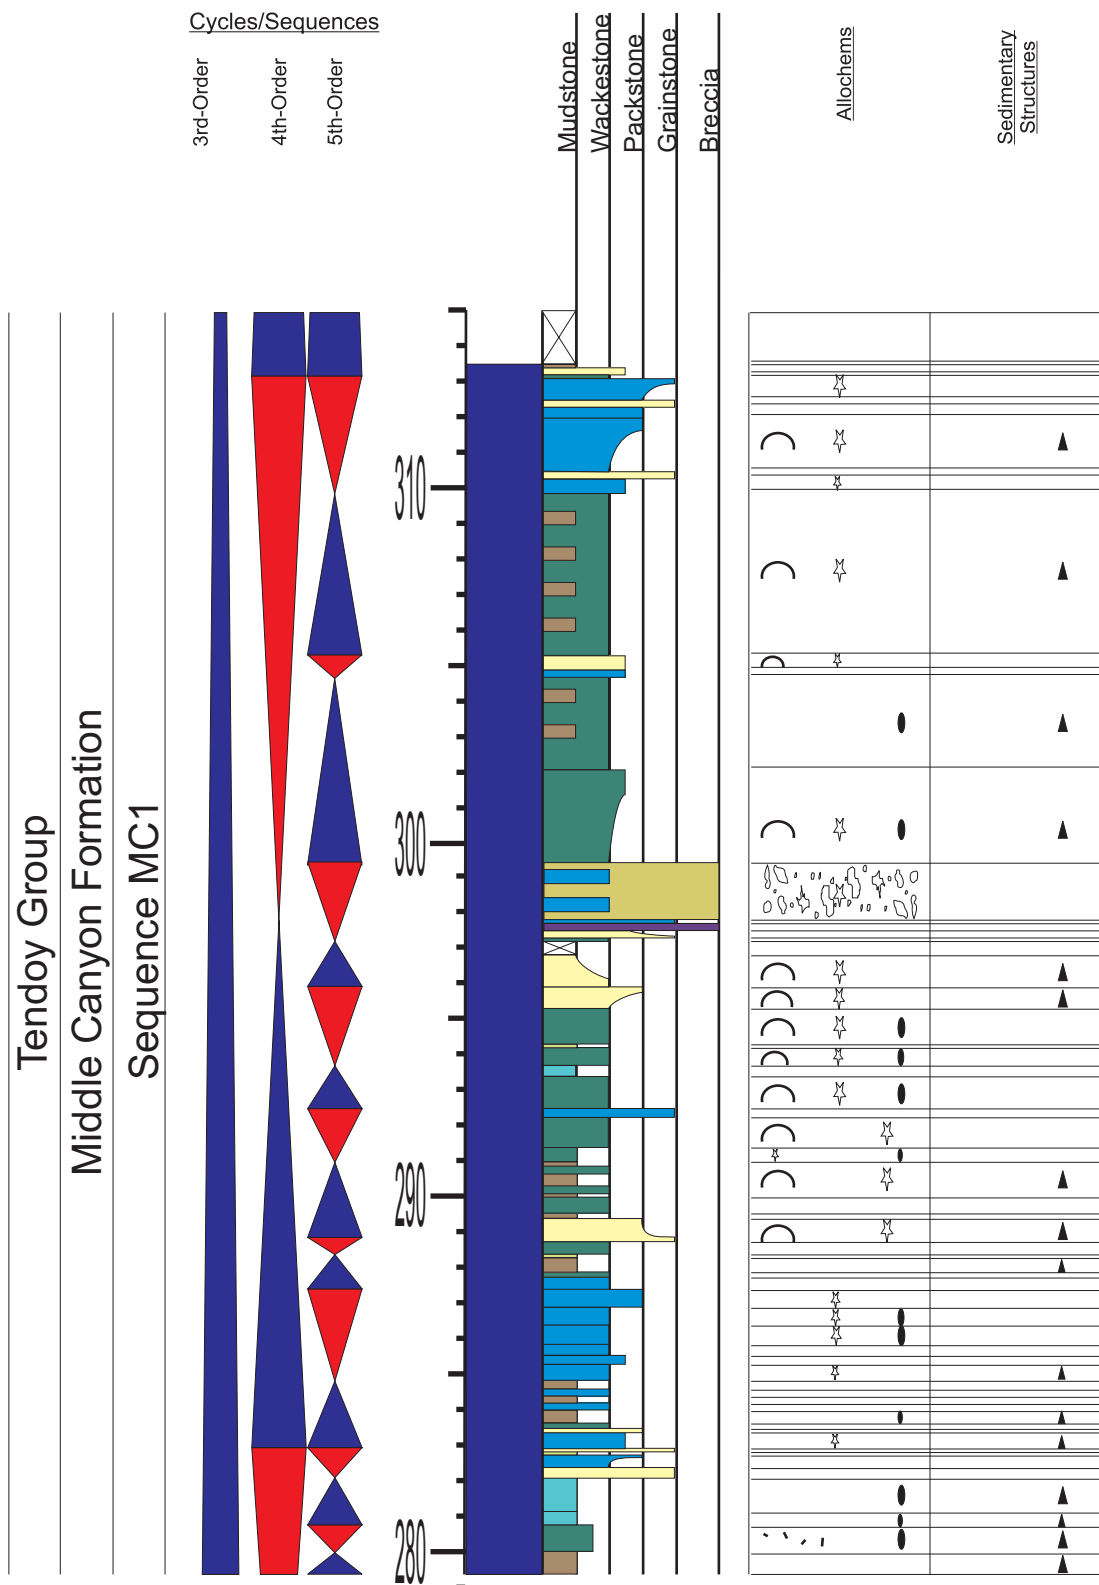 Cycles/Sequences
3rd-Order
4th-Order
5th-Order
Mudstone
Wackestone
Packstone
Grainstone
Breccia
Allochems
Sedimentary
Structures
Tendoy Group
Middle Canyon Formation
Sequence MC1
310
300
290
280